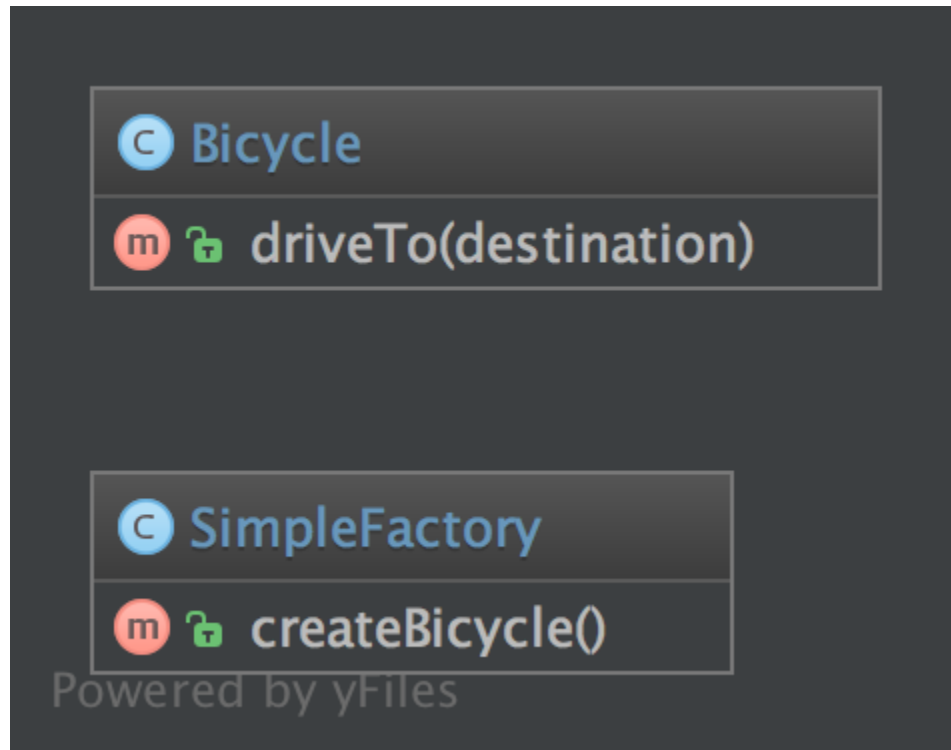 C Bicycle
m driveTo(destination)
C SimpleFactory
m createBicycle()
Powered by yFiles